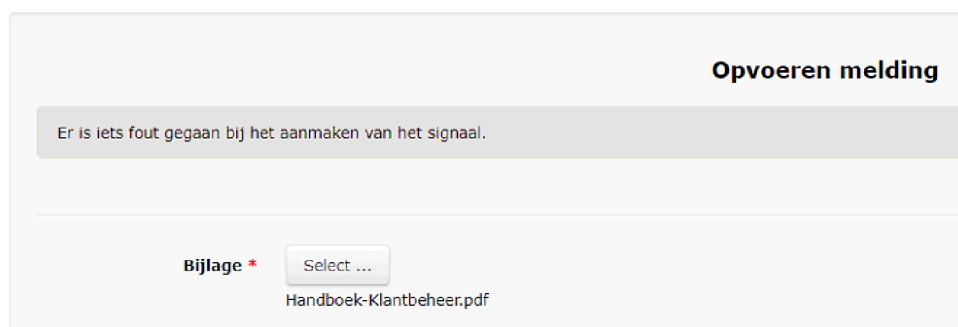 Opvoeren melding
Er is iets fout gegaan bij het aanmaken van het signaal.
Bijlage * Select ...
Handboek-Klantbeheer.pdf